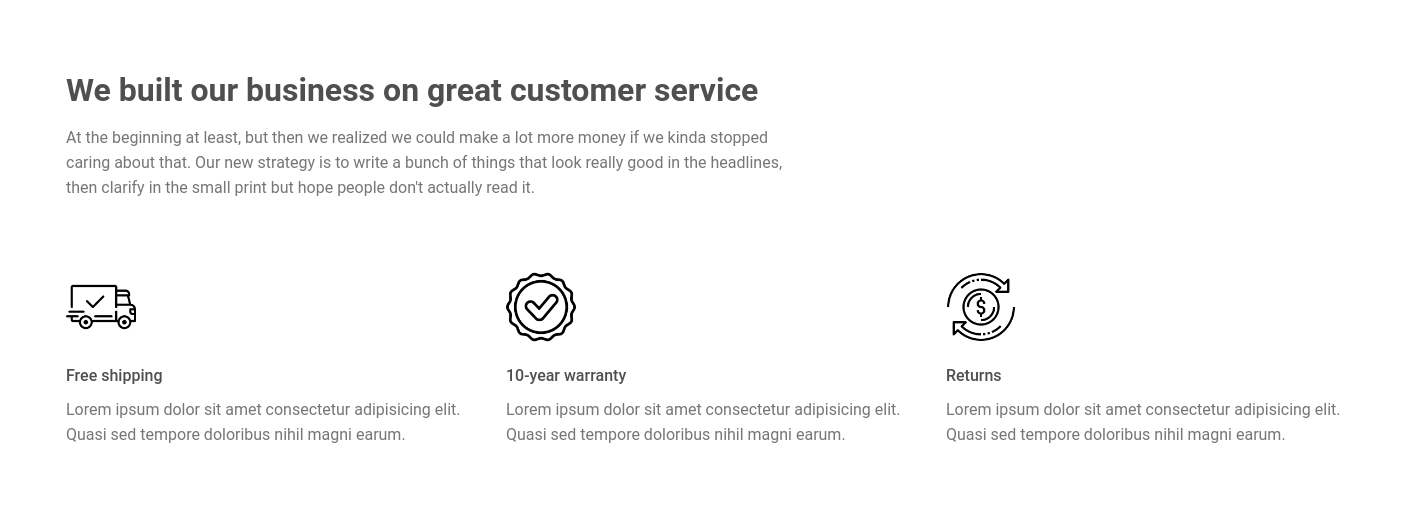 We built our business on great customer service
At the beginning at least, but then we realized we could make a lot more money if we kinda stopped
caring about that. Our new strategy is to write a bunch of things that look really good in the headlines,
then clarify in the small print but hope people don't actually read it.
$
Free shipping
Lorem ipsum dolor sit amet consectetur adipisicing elit.
Quasi sed tempore doloribus nihil magni earum.
10-year warranty
Lorem ipsum dolor sit amet consectetur adipisicing elit.
Quasi sed tempore doloribus nihil magni earum.
Returns
Lorem ipsum dolor sit amet consectetur adipisicing elit.
Quasi sed tempore doloribus nihil magni earum.